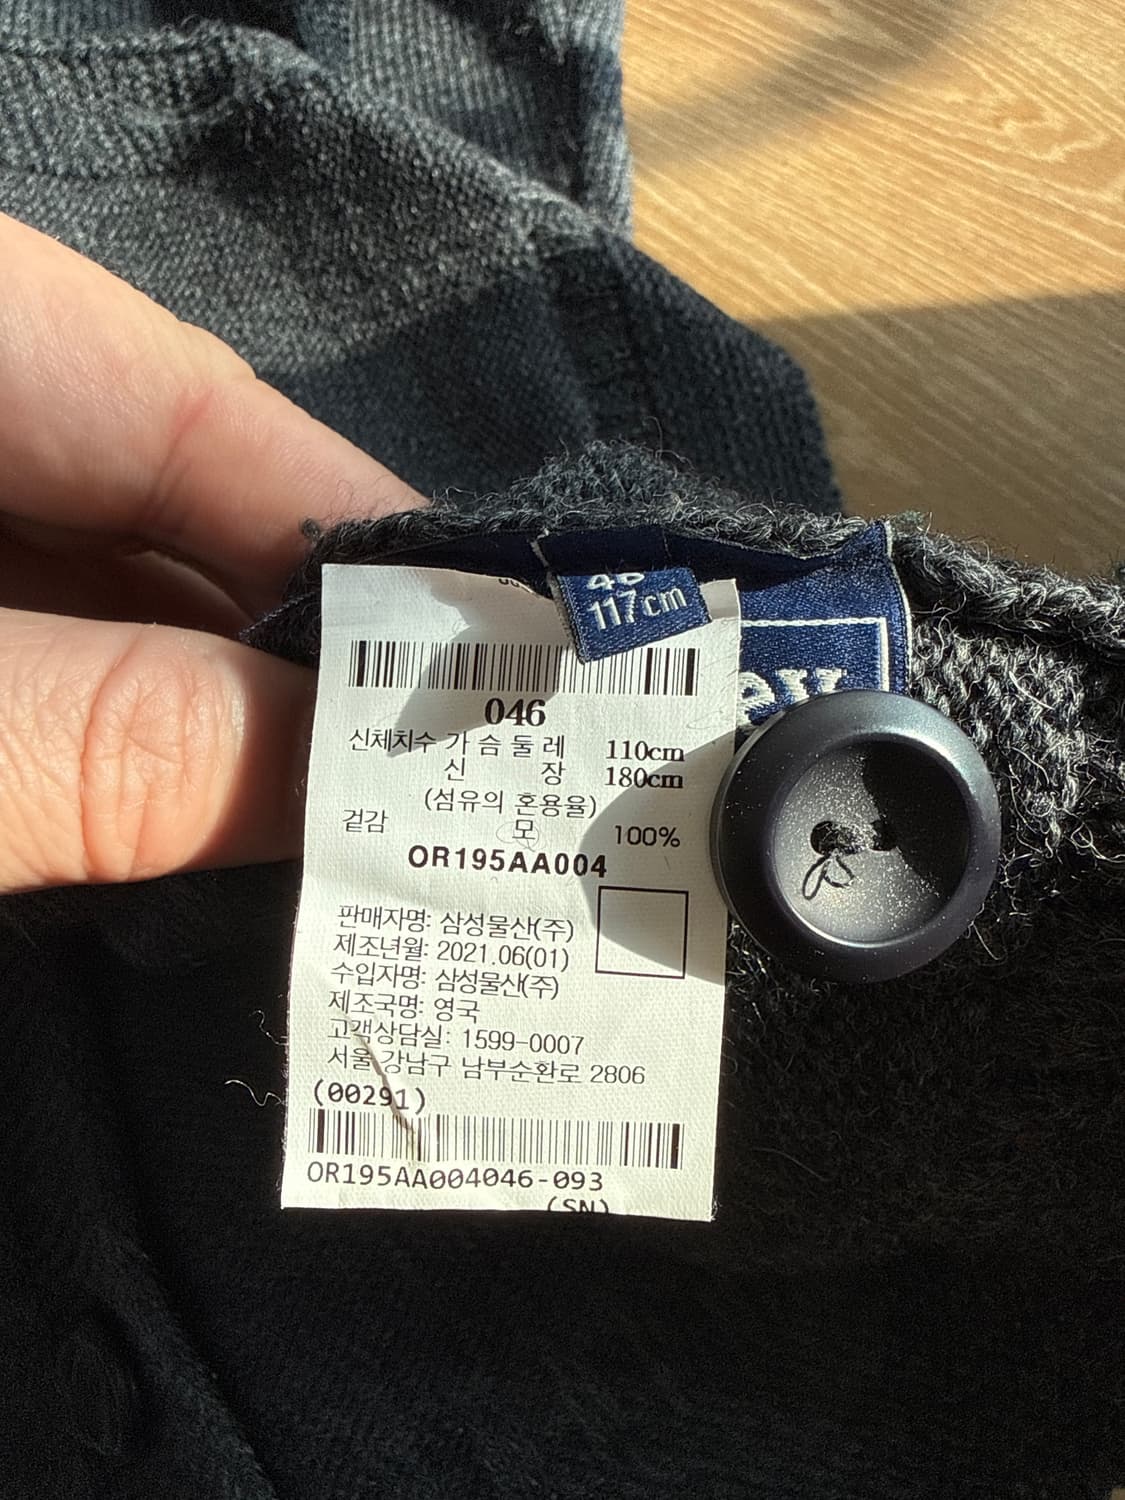 117cm
ey
046
신체치수 가 슴 둘 레 110cm
신 장 180cm
(섬유의 혼용율)
겉감 모 100%
OR195AA004
판매자명: 삼성물산(주)
제조년월: 2021.06(01)
수입자명: 삼성물산(주)
제조국명: 영국
고객상담실: 1599-0007
서울 강남구 남부순환로 2806
(00291)
OR195AA004046-093
(SN)